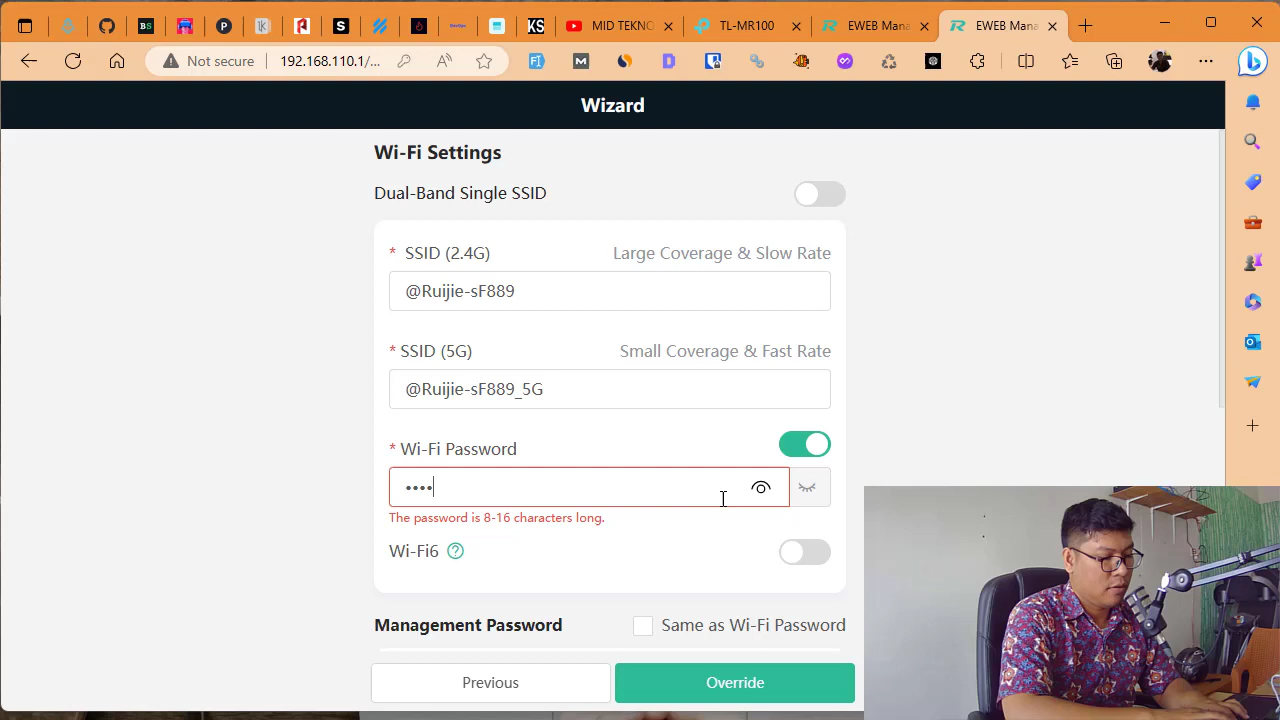 BS
P
R
S
DevOps
KS
MID TEKNO
TL-MR100
EWEB Mana
EWEB Mana
Not secure
192.168.110.1/...
Wizard
Wi-Fi Settings
Dual-Band Single SSID
* SSID (2.4G)
Large Coverage & Slow Rate
@Ruijie-sF889
* SSID (5G)
Small Coverage & Fast Rate
@Ruijie-sF889_5G
* Wi-Fi Password
••••
The password is 8-16 characters long.
Wi-Fi6
Management Password
Same as Wi-Fi Password
Previous
Override